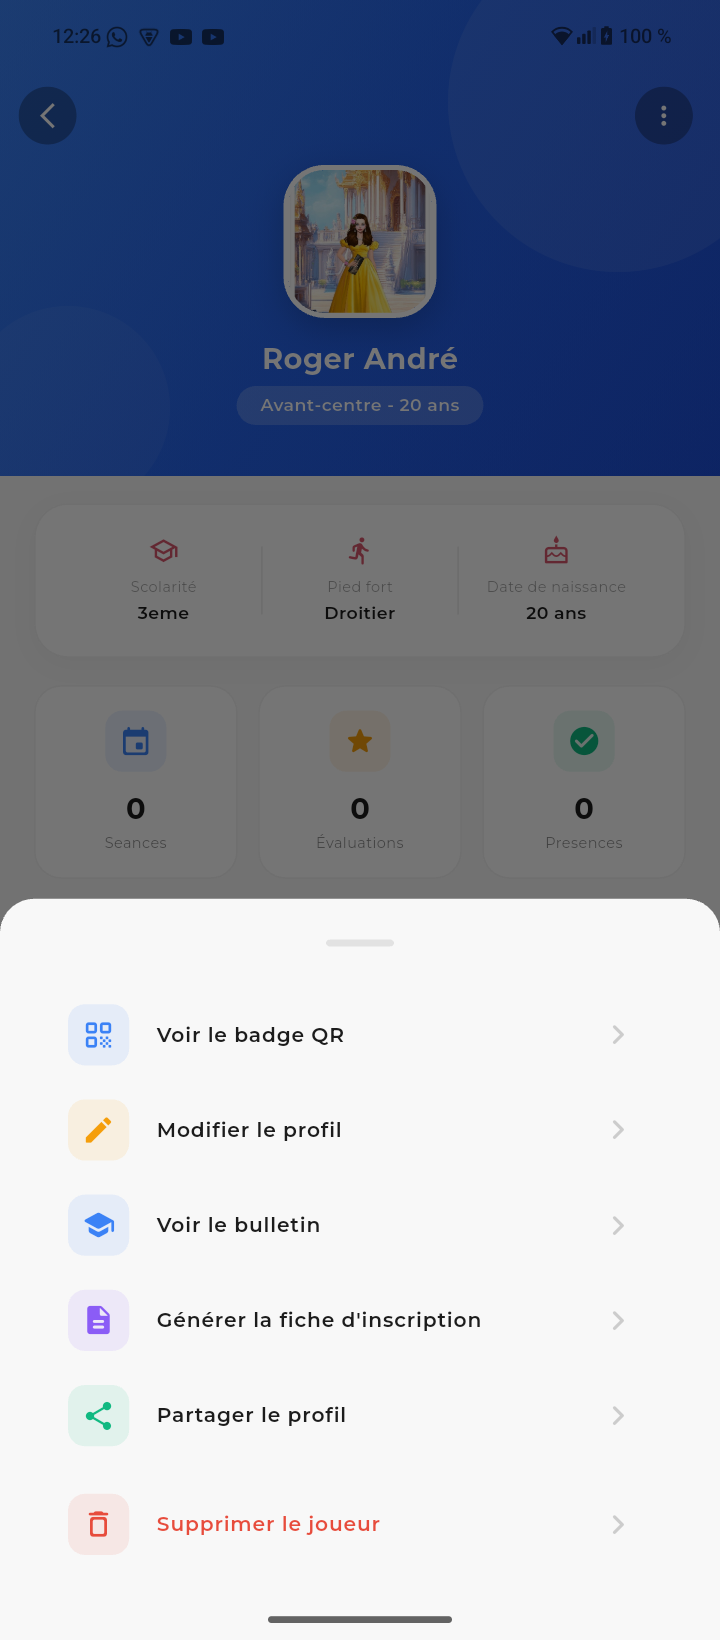 12:26 100 %
Roger André
Avant-centre - 20 ans
Scolarité Pied fort Date de naissance
3eme Droitier 20 ans
0 0 0
Seances Évaluations Presences
Voir le badge QR
Modifier le profil
Voir le bulletin
Générer la fiche d'inscription
Partager le profil
Supprimer le joueur